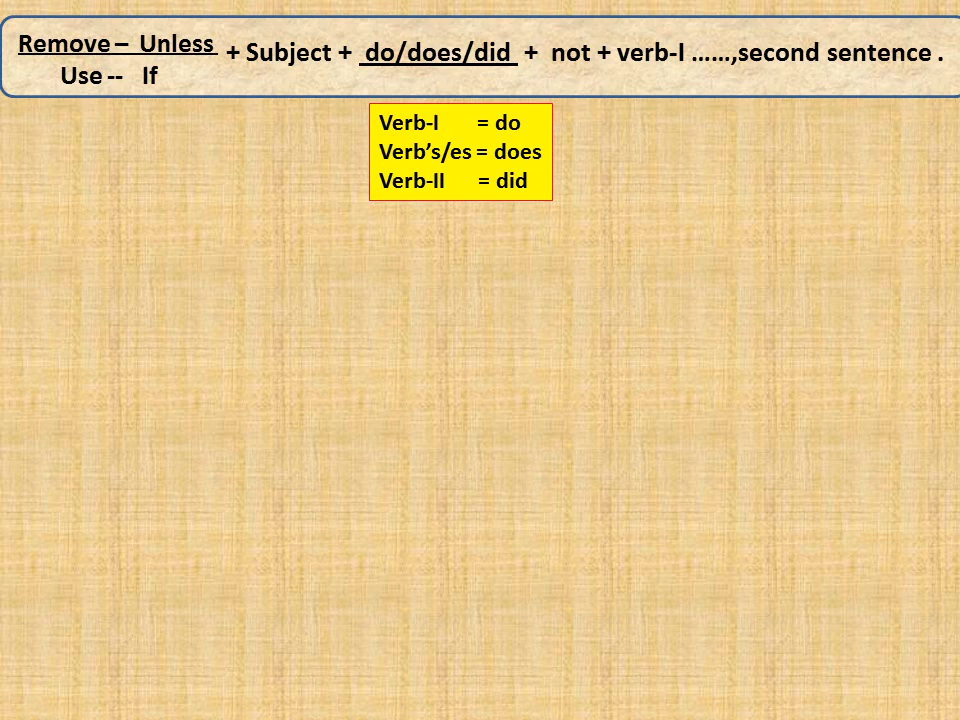 Remove – Unless
Use -- If
+ Subject + do/does/did + not + verb-I ……,second sentence .
Verb-I = do
Verb’s/es = does
Verb-II = did